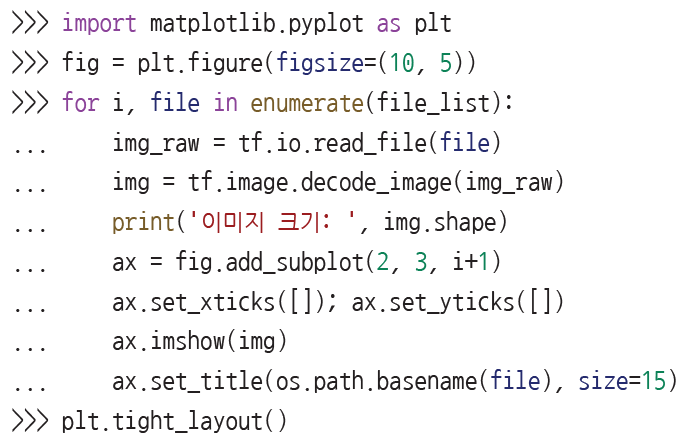 >>> import matplotlib.pyplot as plt
>>> fig = plt.figure(figsize=(10, 5))
>>> for i, file in enumerate(file_list):
...     img_raw = tf.io.read_file(file)
...     img = tf.image.decode_image(img_raw)
...     print('이미지 크기: ', img.shape)
...     ax = fig.add_subplot(2, 3, i+1)
...     ax.set_xticks([]); ax.set_yticks([])
...     ax.imshow(img)
...     ax.set_title(os.path.basename(file), size=15)
>>> plt.tight_layout()